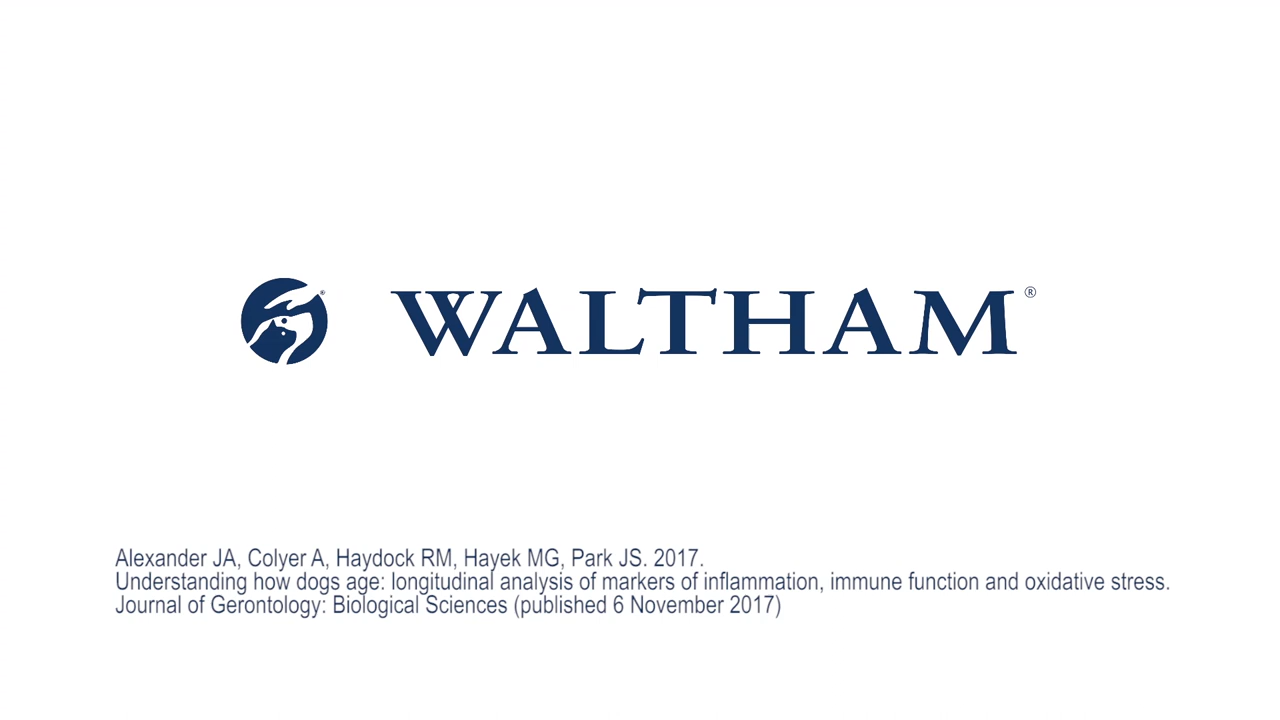 WALTHAM®
Alexander JA, Colyer A, Haydock RM, Hayek MG, Park JS. 2017.
Understanding how dogs age: longitudinal analysis of markers of inflammation, immune function and oxidative stress.
Journal of Gerontology: Biological Sciences (published 6 November 2017)